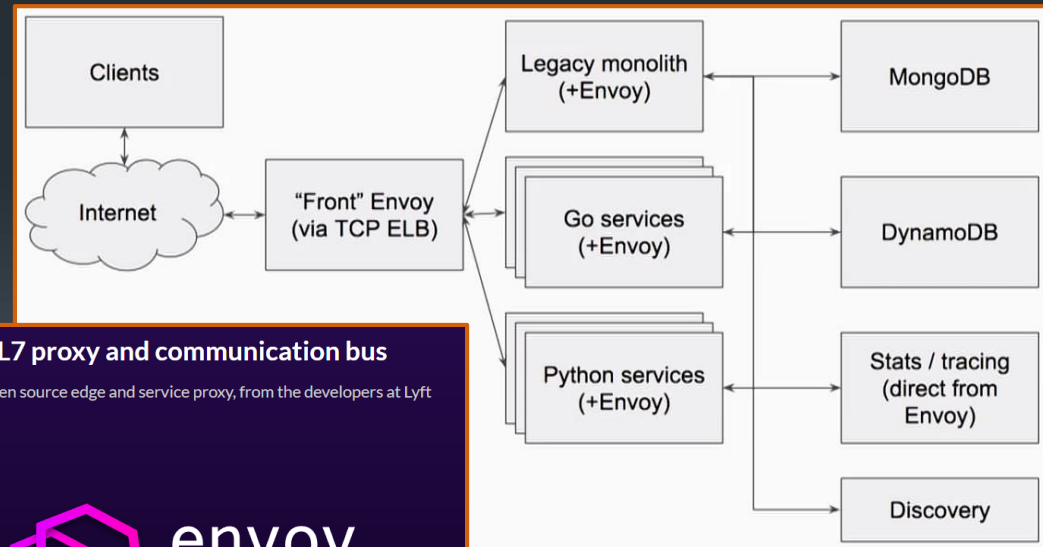 Clients
Internet
“Front” Envoy
(via TCP ELB)
Legacy monolith
(+Envoy)
Go services
(+Envoy)
Python services
(+Envoy)
MongoDB
DynamoDB
Stats / tracing
(direct from
Envoy)
Discovery
L7 proxy and communication bus
en source edge and service proxy, from the developers at Lyft
envoy